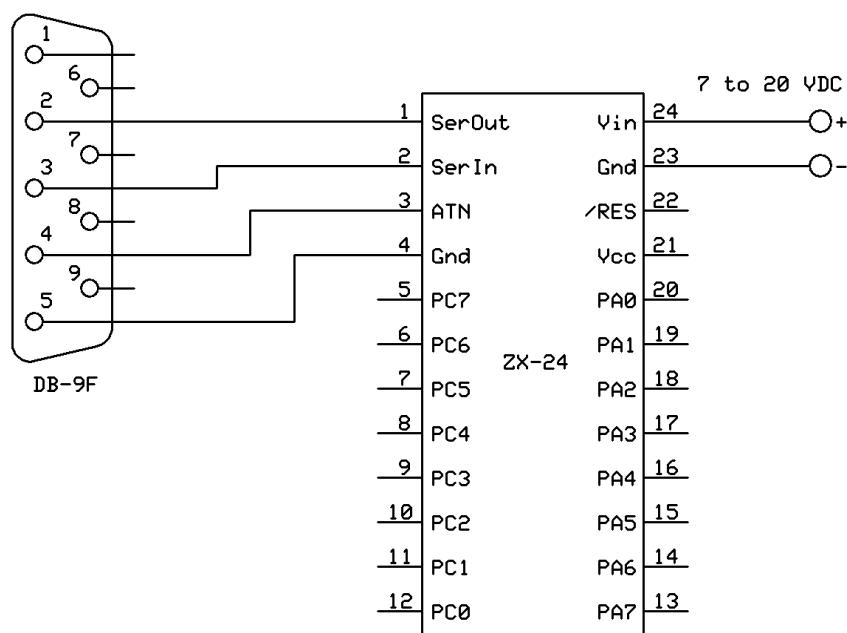 1
6
2
7
3
8
4
9
5
DB-9F
7 to 20 VDC
+
-
1 SerOut
2 SerIn
3 ATN
4 Gnd
5 PC7
6 PC6
7 PC5
8 PC4
9 PC3
10 PC2
11 PC1
12 PC0
ZX-24
Vin 24
Gnd 23
/RES 22
Vcc 21
PA0 20
PA1 19
PA2 18
PA3 17
PA4 16
PA5 15
PA6 14
PA7 13